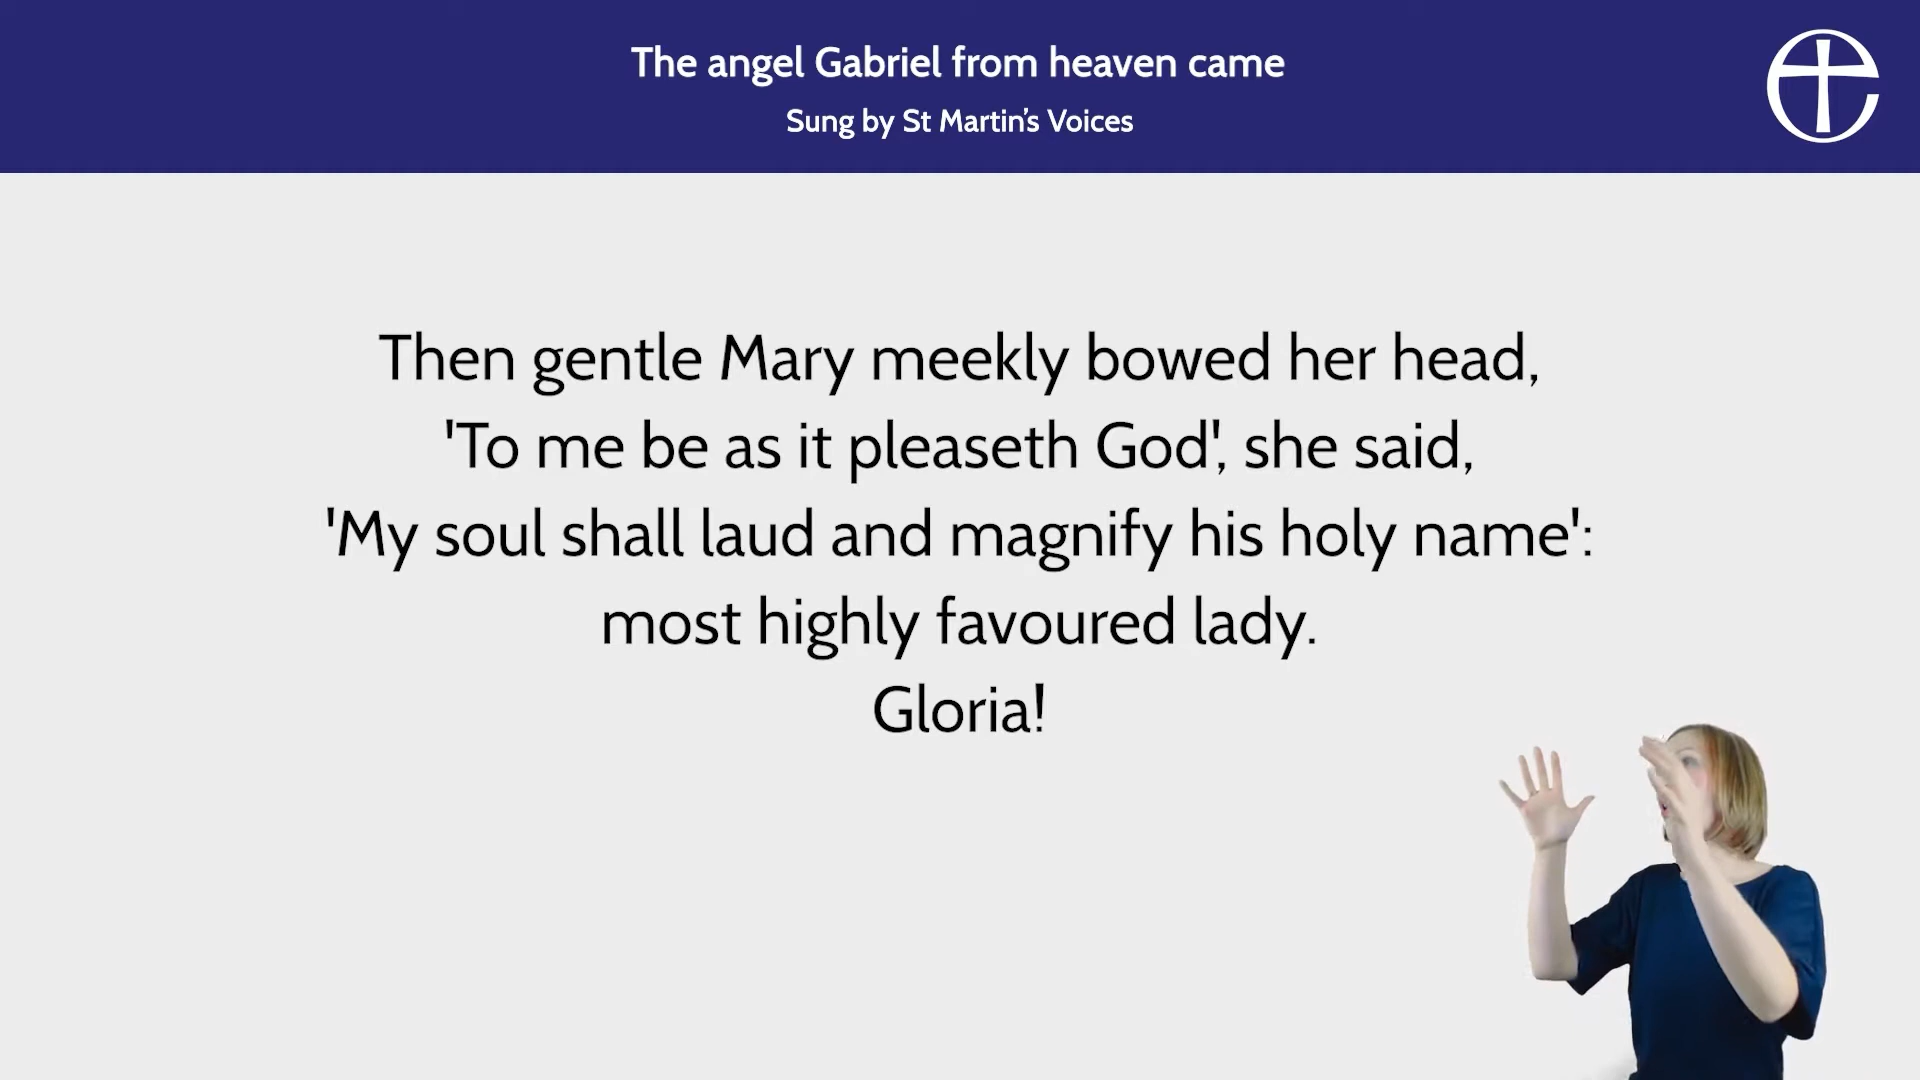 The angel Gabriel from heaven came
Sung by St Martin's Voices
Then gentle Mary meekly bowed her head,
'To me be as it pleaseth God', she said,
'My soul shall laud and magnify his holy name':
most highly favoured lady.
Gloria!